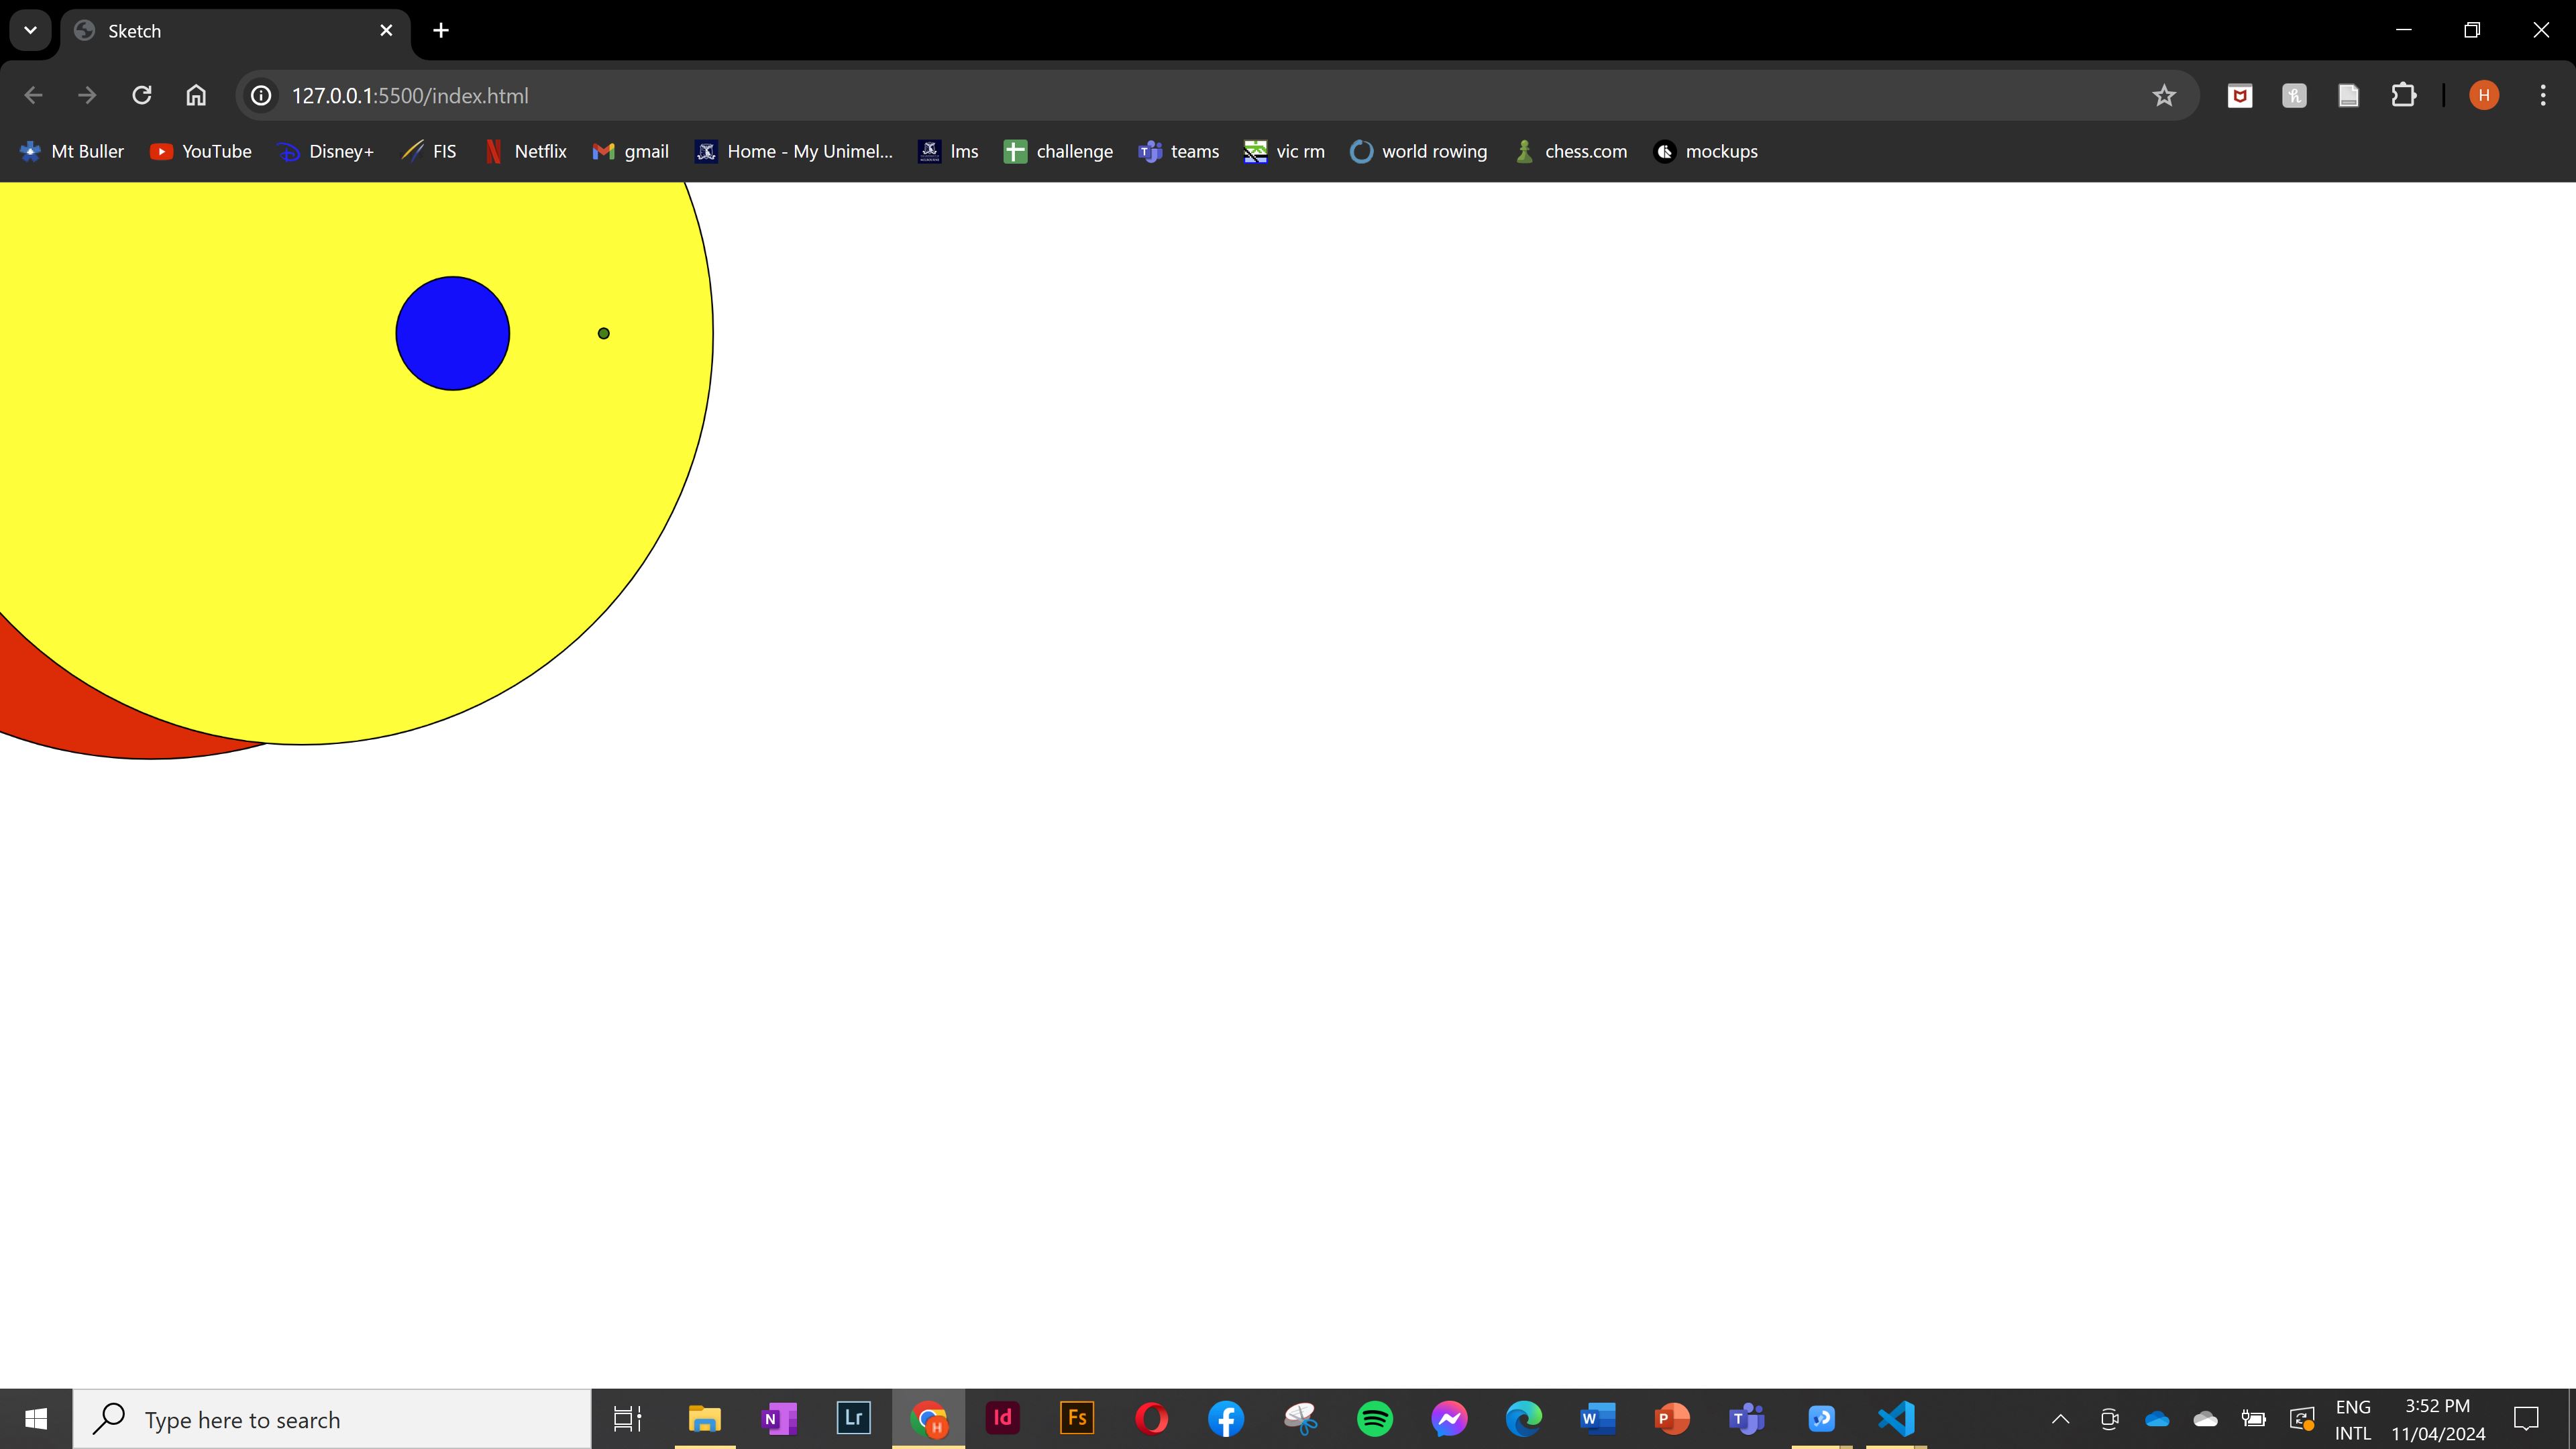 Sketch
127.0.0.1:5500/index.html
H
Mt Buller YouTube Disney+ FIS Netflix gmail Home - My Unimel... lms challenge teams vic rm world rowing chess.com mockups
Type here to search
N Lr H Id Fs W P T ENG 3:52 PM
INTL 11/04/2024